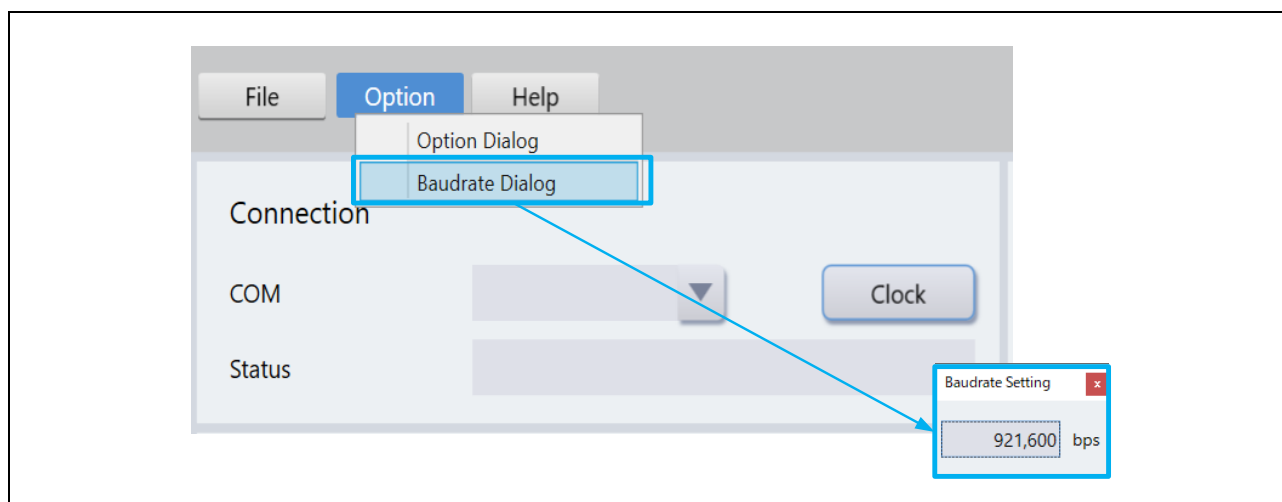 File Option Help
Option Dialog
Baudrate Dialog
Connection
COM Clock
Status
Baudrate Setting x
921,600 bps